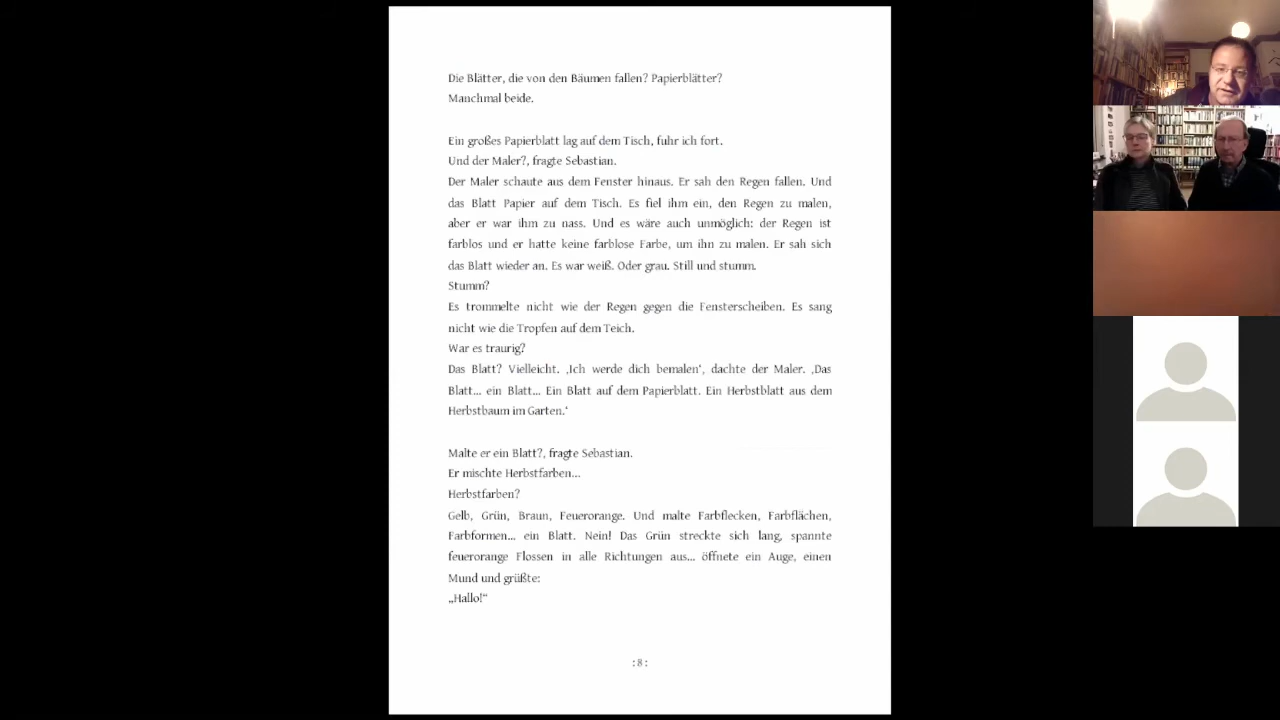 Die Blätter, die von den Bäumen fallen? Papierblätter?
Manchmal beide.
Ein großes Papierblatt lag auf dem Tisch, fuhr ich fort.
Und der Maler?, fragte Sebastian.
Der Maler schaute aus dem Fenster hinaus. Er sah den Regen fallen. Und
das Blatt Papier auf dem Tisch. Es fiel ihm ein, den Regen zu malen,
aber er war ihm zu nass. Und es wäre auch unmöglich: der Regen ist
farblos und er hatte keine farblose Farbe, um ihn zu malen. Er sah sich
das Blatt wieder an. Es war weiß. Oder grau. Still und stumm.
Stumm?
Es trommelte nicht wie der Regen gegen die Fensterscheiben. Es sang
nicht wie die Tropfen auf dem Teich.
War es traurig?
Das Blatt? Vielleicht. ‚Ich werde dich bemalen‘, dachte der Maler. ‚Das
Blatt... ein Blatt... Ein Blatt auf dem Papierblatt. Ein Herbstblatt aus dem
Herbstbaum im Garten.‘
Malte er ein Blatt?, fragte Sebastian.
Er mischte Herbstfarben...
Herbstfarben?
Gelb, Grün, Braun, Feuerorange. Und malte Farbflecken, Farbflächen,
Farbformen... ein Blatt. Nein! Das Grün streckte sich lang, spannte
feuerorange Flossen in alle Richtungen aus... öffnete ein Auge, einen
Mund und grüßte:
„Hallo!“
:8: